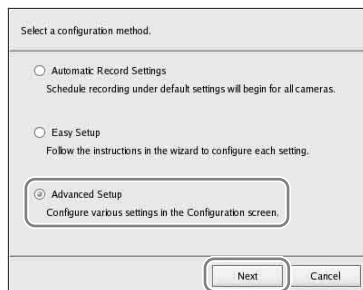 Select a configuration method.
Automatic Record Settings
Schedule recording under default settings will begin for all cameras.
Easy Setup
Follow the instructions in the wizard to configure each setting.
Advanced Setup
Configure various settings in the Configuration screen.
Next
Cancel